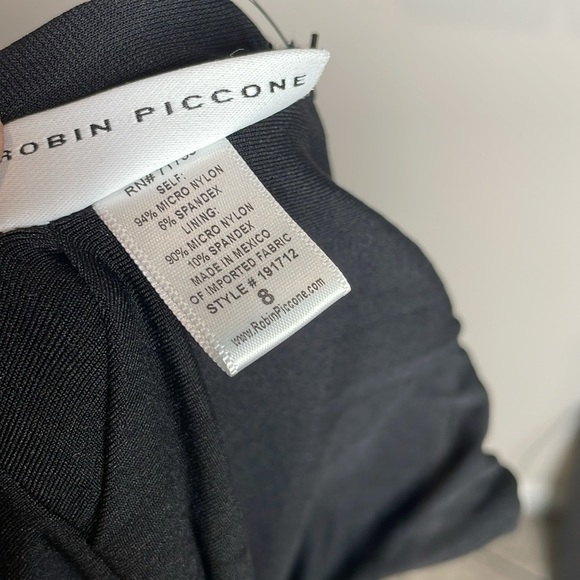 ROBIN PICCONE
RN#
SELF:
94% MICRO NYLON
6% SPANDEX
LINING:
90% MICRO NYLON
10% SPANDEX
MADE IN MEXICO
OF IMPORTED FABRIC
STYLE # 191712
8
www.RobinPiccone.com